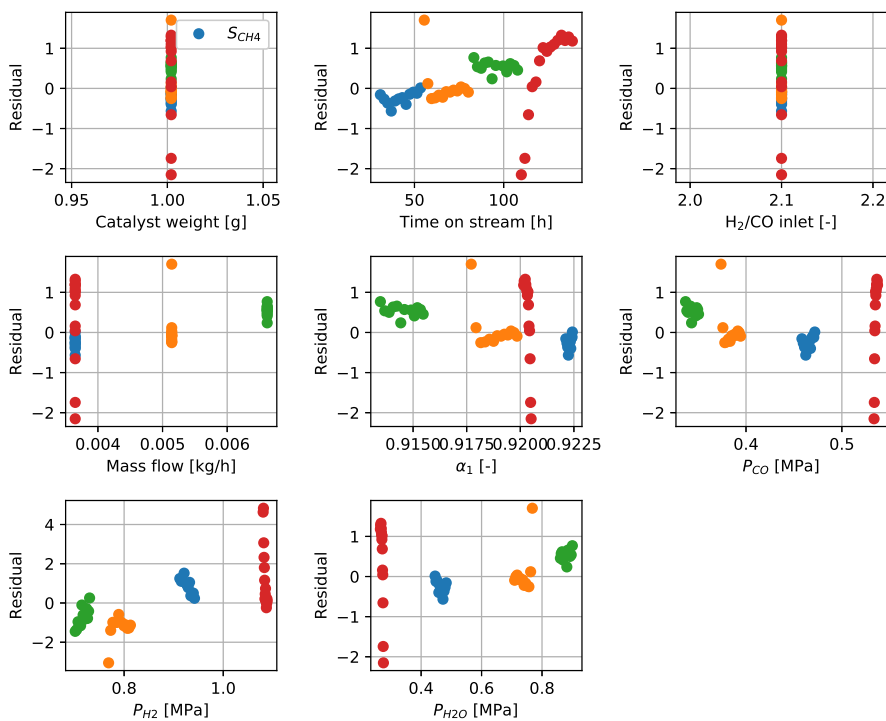 1
0
−1
−2
Residual
S_CH4
0.95 1.00 1.05
Catalyst weight [g]
1
0
−1
−2
Residual
50 100
Time on stream [h]
1
0
−1
−2
Residual
2.0 2.1 2.2
H₂/CO inlet [-]
1
0
−1
−2
Residual
0.004 0.005 0.006
Mass flow [kg/h]
1
0
−1
−2
Residual
0.9150 0.9175 0.9200 0.9225
α₁ [-]
1
0
−1
−2
Residual
0.4 0.5
P_CO [MPa]
4
2
0
−2
Residual
0.8 1.0
P_H2 [MPa]
1
0
−1
−2
Residual
0.4 0.6 0.8
P_H2O [MPa]